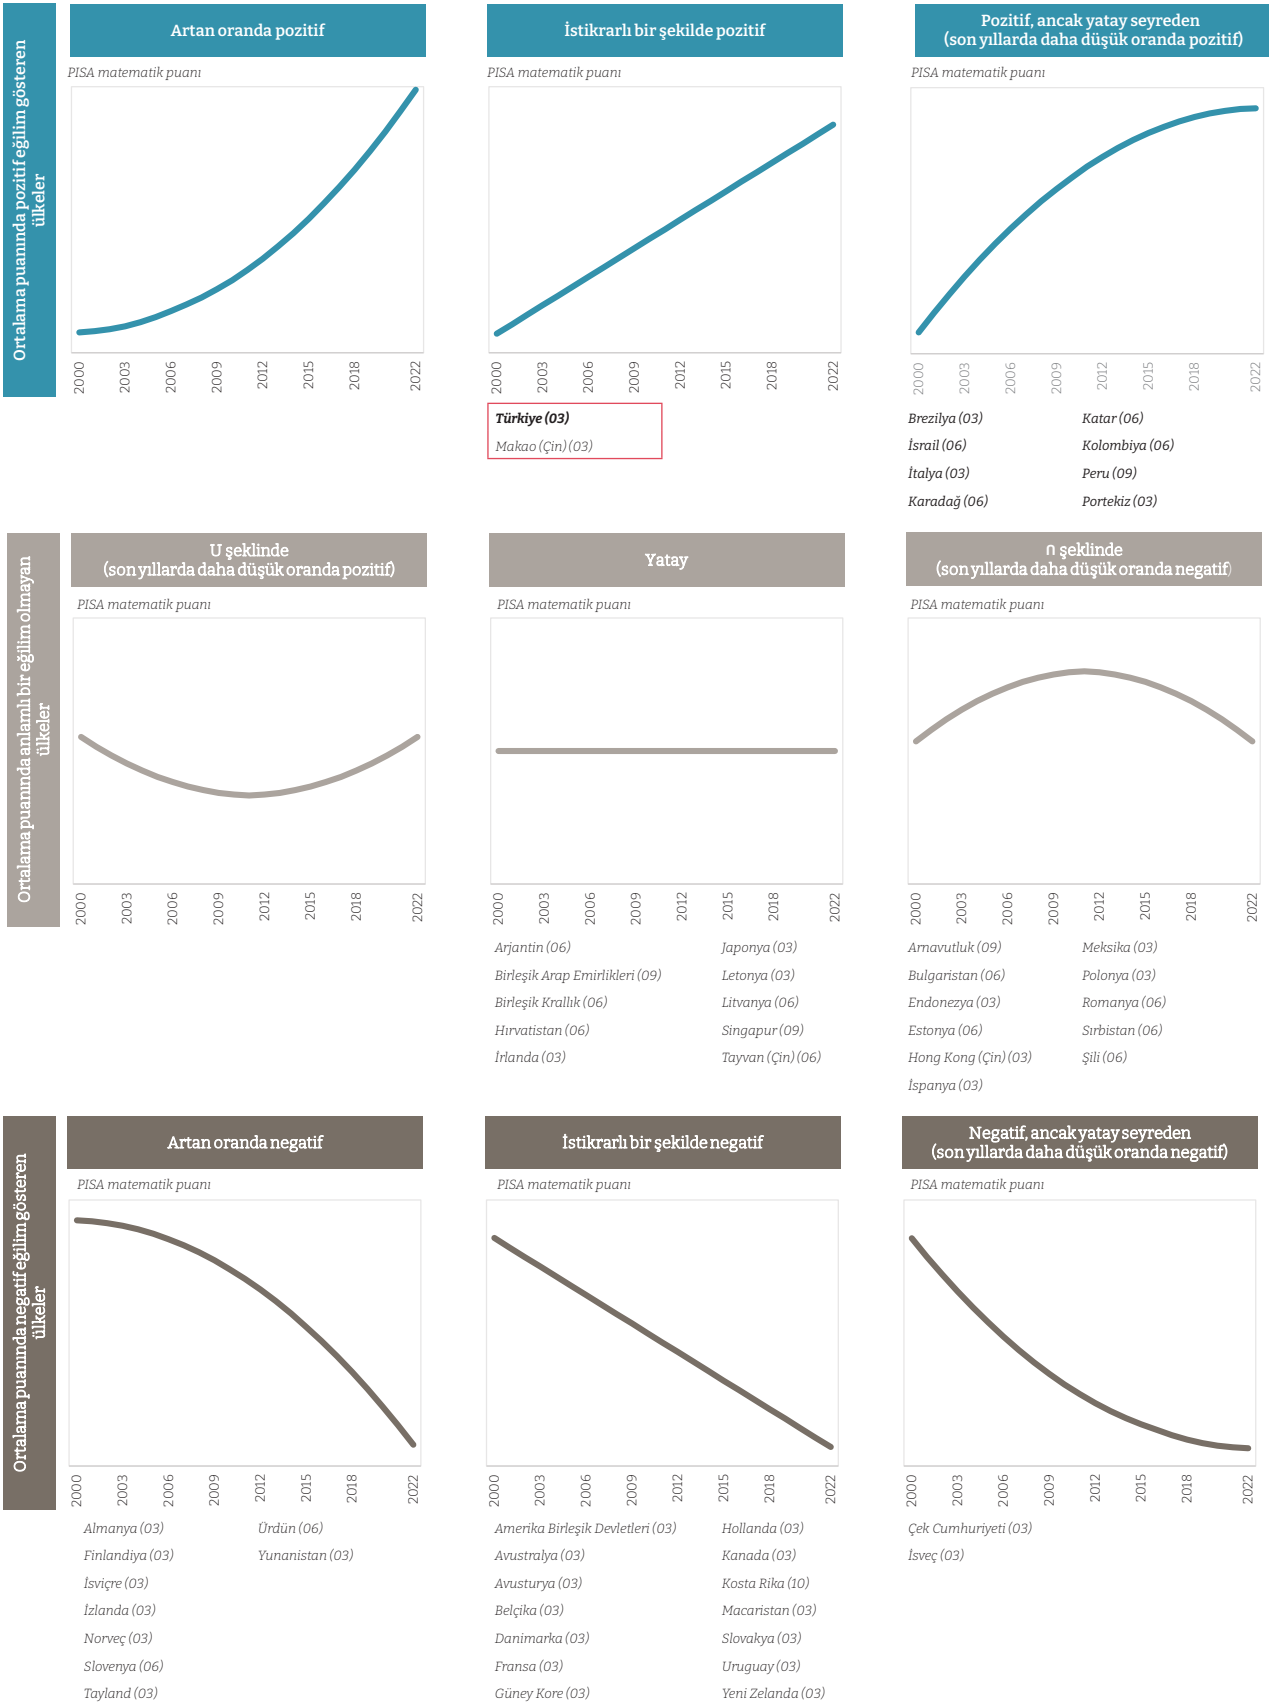 Ortalama puanında pozitif eğilim gösteren
ülkeler
Artan oranda pozitif
PISA matematik puanı
2000 2003 2006 2009 2012 2015 2018 2022
İstikrarlı bir şekilde pozitif
PISA matematik puanı
2000 2003 2006 2009 2012 2015 2018 2022
Türkiye (03)
Makao (Çin) (03)
Pozitif, ancak yatay seyreden
(son yıllarda daha düşük oranda pozitif)
PISA matematik puanı
2000 2003 2006 2009 2012 2015 2018 2022
Brezilya (03)
İsrail (06)
İtalya (03)
Karadağ (06)
Katar (06)
Kolombiya (06)
Peru (09)
Portekiz (03)
Ortalama puanında anlamlı bir eğilim olmayan
ülkeler
U şeklinde
(son yıllarda daha düşük oranda pozitif)
PISA matematik puanı
2000 2003 2006 2009 2012 2015 2018 2022
Yatay
PISA matematik puanı
2000 2003 2006 2009 2012 2015 2018 2022
Arjantin (06)
Birleşik Arap Emirlikleri (09)
Birleşik Krallık (06)
Hırvatistan (06)
İrlanda (03)
Japonya (03)
Letonya (03)
Litvanya (06)
Singapur (09)
Tayvan (Çin) (06)
ก şeklinde
(son yıllarda daha düşük oranda negatif)
PISA matematik puanı
2000 2003 2006 2009 2012 2015 2018 2022
Arnavutluk (09)
Bulgaristan (06)
Endonezya (03)
Estonya (06)
Hong Kong (Çin) (03)
İspanya (03)
Meksika (03)
Polonya (03)
Romanya (06)
Sırbistan (06)
Şili (06)
Ortalama puanında negatif eğilim gösteren
ülkeler
Artan oranda negatif
PISA matematik puanı
2000 2003 2006 2009 2012 2015 2018 2022
Almanya (03)
Finlandiya (03)
İsviçre (03)
İzlanda (03)
Norveç (03)
Slovenya (06)
Tayland (03)
Ürdün (06)
Yunanistan (03)
İstikrarlı bir şekilde negatif
PISA matematik puanı
2000 2003 2006 2009 2012 2015 2018 2022
Amerika Birleşik Devletleri (03)
Avustralya (03)
Avusturya (03)
Belçika (03)
Danimarka (03)
Fransa (03)
Güney Kore (03)
Hollanda (03)
Kanada (03)
Kosta Rika (10)
Macaristan (03)
Slovakya (03)
Uruguay (03)
Yeni Zelanda (03)
Negatif, ancak yatay seyreden
(son yıllarda daha düşük oranda negatif)
PISA matematik puanı
2000 2003 2006 2009 2012 2015 2018 2022
Çek Cumhuriyeti (03)
İsveç (03)